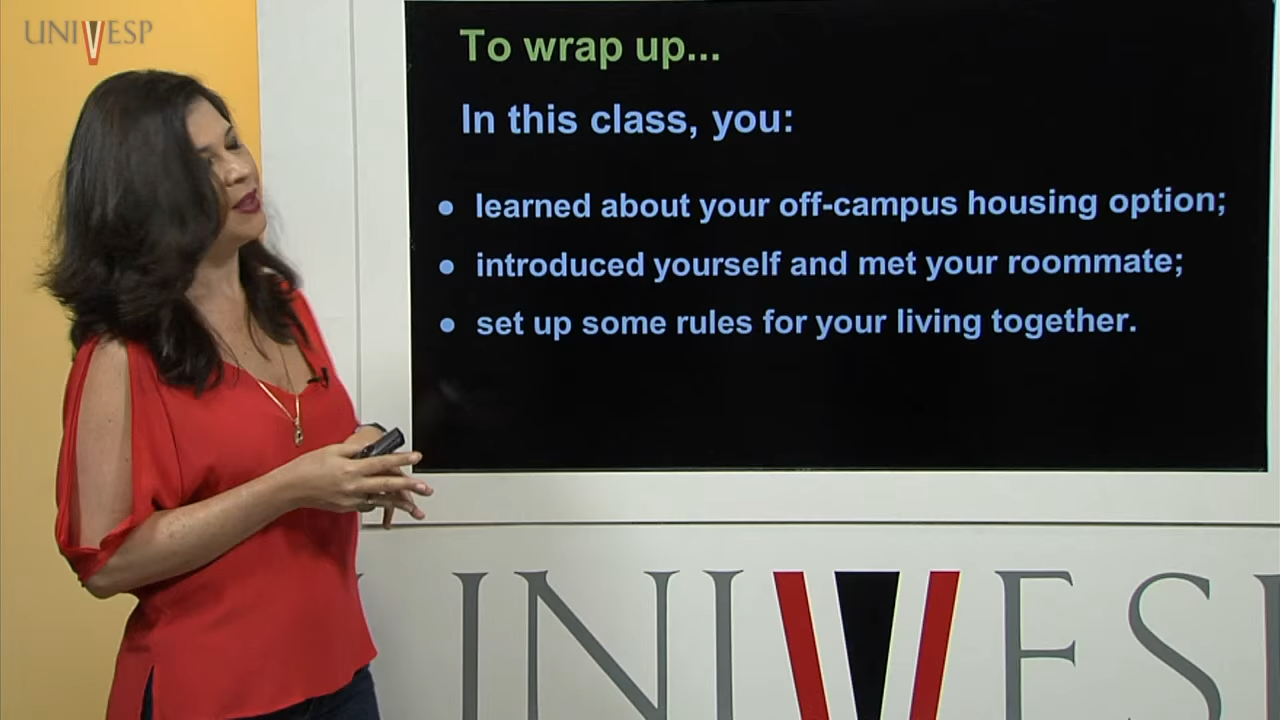 UNIVESP
To wrap up...
In this class, you:
• learned about your off-campus housing option;
• introduced yourself and met your roommate;
• set up some rules for your living together.
UNIVESP